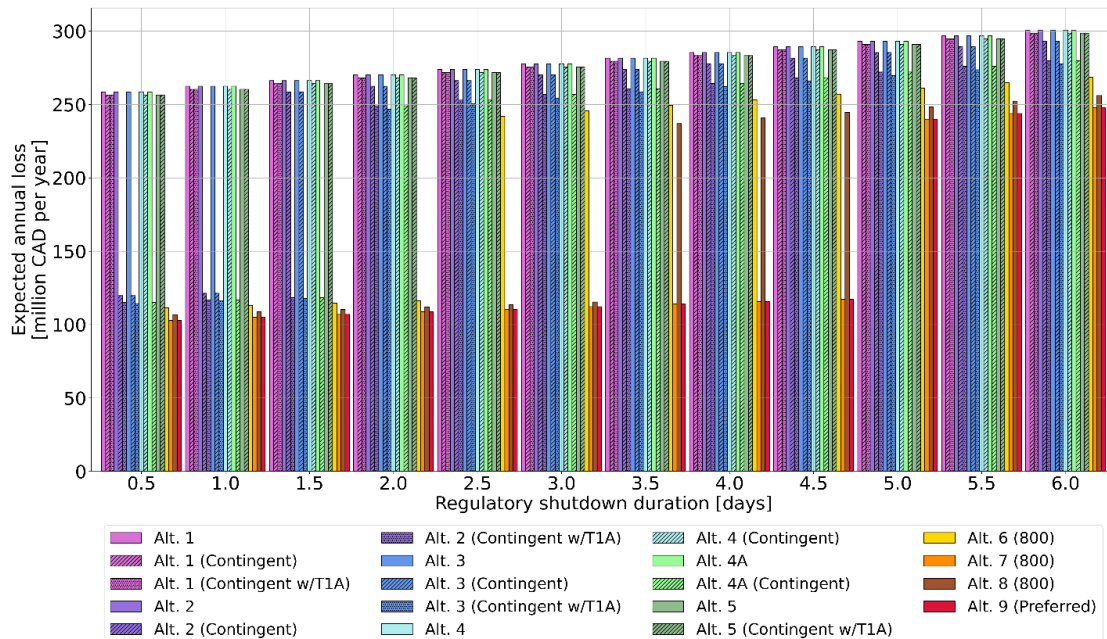 Expected annual loss
[million CAD per year]
300
250
200
150
100
50
0
0.5 1.0 1.5 2.0 2.5 3.0 3.5 4.0 4.5 5.0 5.5 6.0
Regulatory shutdown duration [days]
Alt. 1
Alt. 1 (Contingent)
Alt. 1 (Contingent w/T1A)
Alt. 2
Alt. 2 (Contingent)
Alt. 2 (Contingent w/T1A)
Alt. 3
Alt. 3 (Contingent)
Alt. 3 (Contingent w/T1A)
Alt. 4
Alt. 4 (Contingent)
Alt. 4A
Alt. 4A (Contingent)
Alt. 5
Alt. 5 (Contingent w/T1A)
Alt. 6 (800)
Alt. 7 (800)
Alt. 8 (800)
Alt. 9 (Preferred)